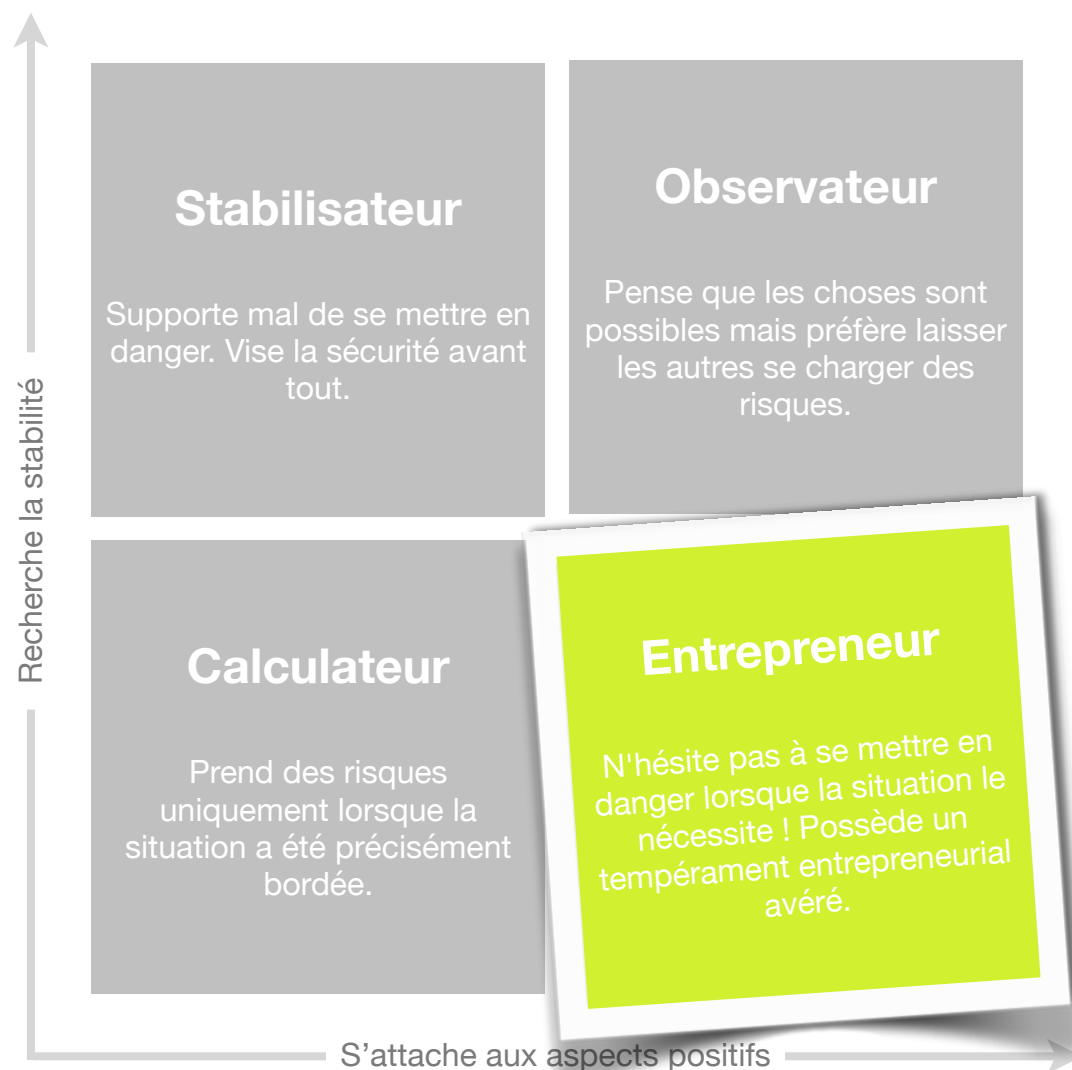 Stabilisateur
Supporte mal de se mettre en
danger. Vise la sécurité avant
tout.
Observateur
Pense que les choses sont
possibles mais préfère laisser
les autres se charger des
risques.
Recherche la stabilité
Calculateur
Prend des risques
uniquement lorsque la
situation a été précisément
bordée.
Entrepreneur
N'hésite pas à se mettre en
danger lorsque la situation le
nécessite ! Possède un
tempérament entrepreneurial
avéré.
S'attache aux aspects positifs